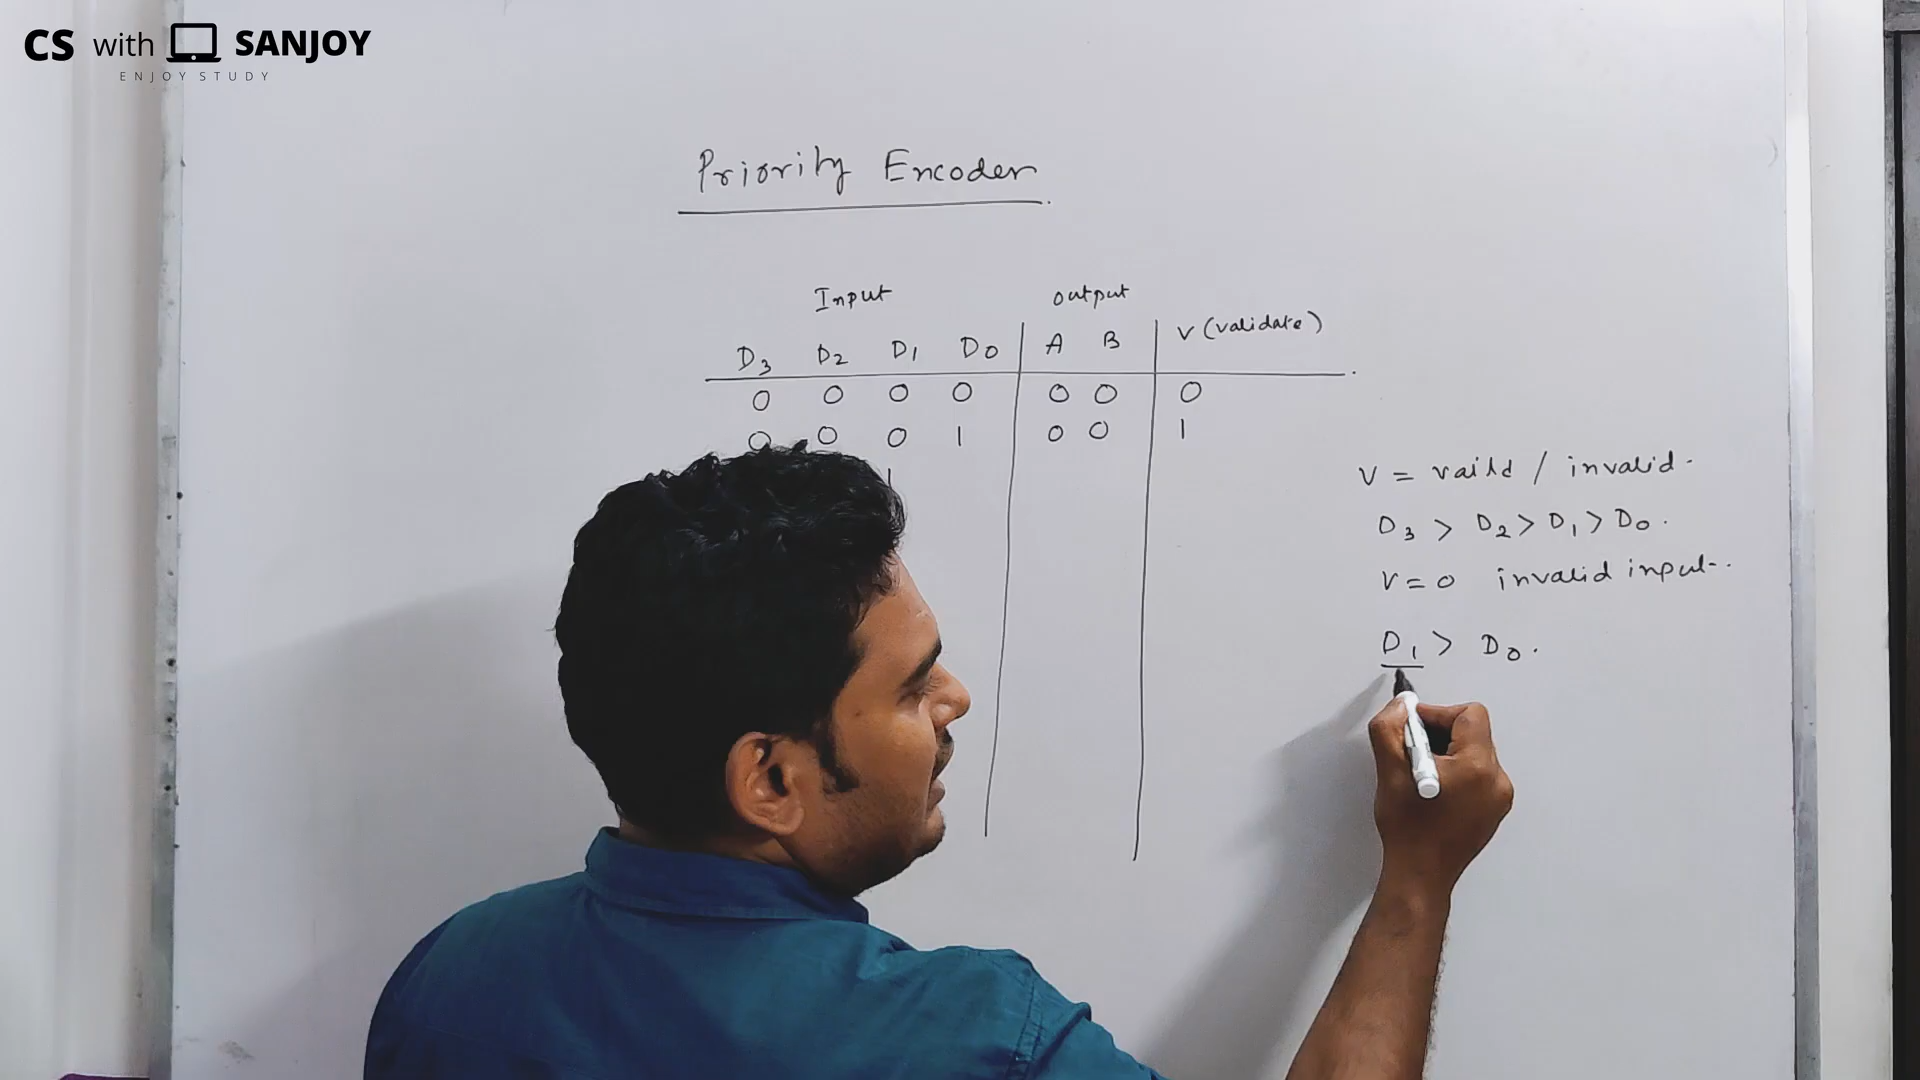 CS with SANJOY
ENJOY STUDY
Priority Encoder
Input output
D3 D2 D1 D0 A B V (validate)
0 0 0 0 0 0 0
0 0 0 1 0 0 1
1
V = vaild / invalid.
D3 > D2 > D1 > D0.
V = 0 invalid input..
D1 > D0.